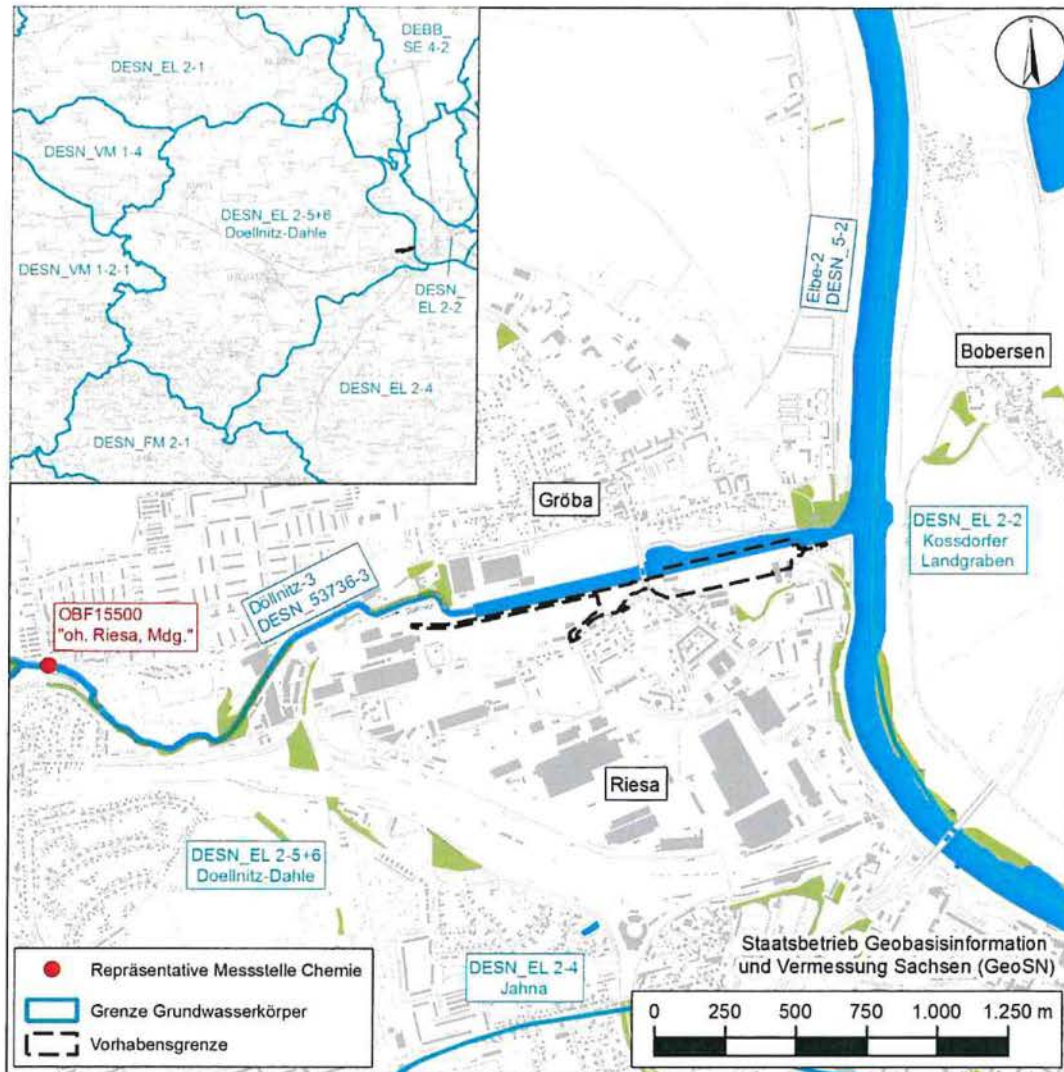 DEBB_
SE 4-2
DESN_EL 2-1
DESN_VM 1-4
DESN_EL 2-5+6
Doellnitz-Dahle
DESN_VM 1-2-1
DESN_
EL 2-2
DESN_EL 2-4
DESN_FM 2-1
N
Elbe-2
DESN_5-2
Bobersen
Gröba
DESN_EL 2-2
Kossdorfer
Landgraben
Döllnitz-3
DESN_53736-3
OBF15500
"oh. Riesa, Mdg."
Riesa
DESN_EL 2-5+6
Doellnitz-Dahle
DESN_EL 2-4
Jahna
Staatsbetrieb Geobasisinformation
und Vermessung Sachsen (GeoSN)
0 250 500 750 1.000 1.250 m
Repräsentative Messstelle Chemie
Grenze Grundwasserkörper
Vorhabensgrenze